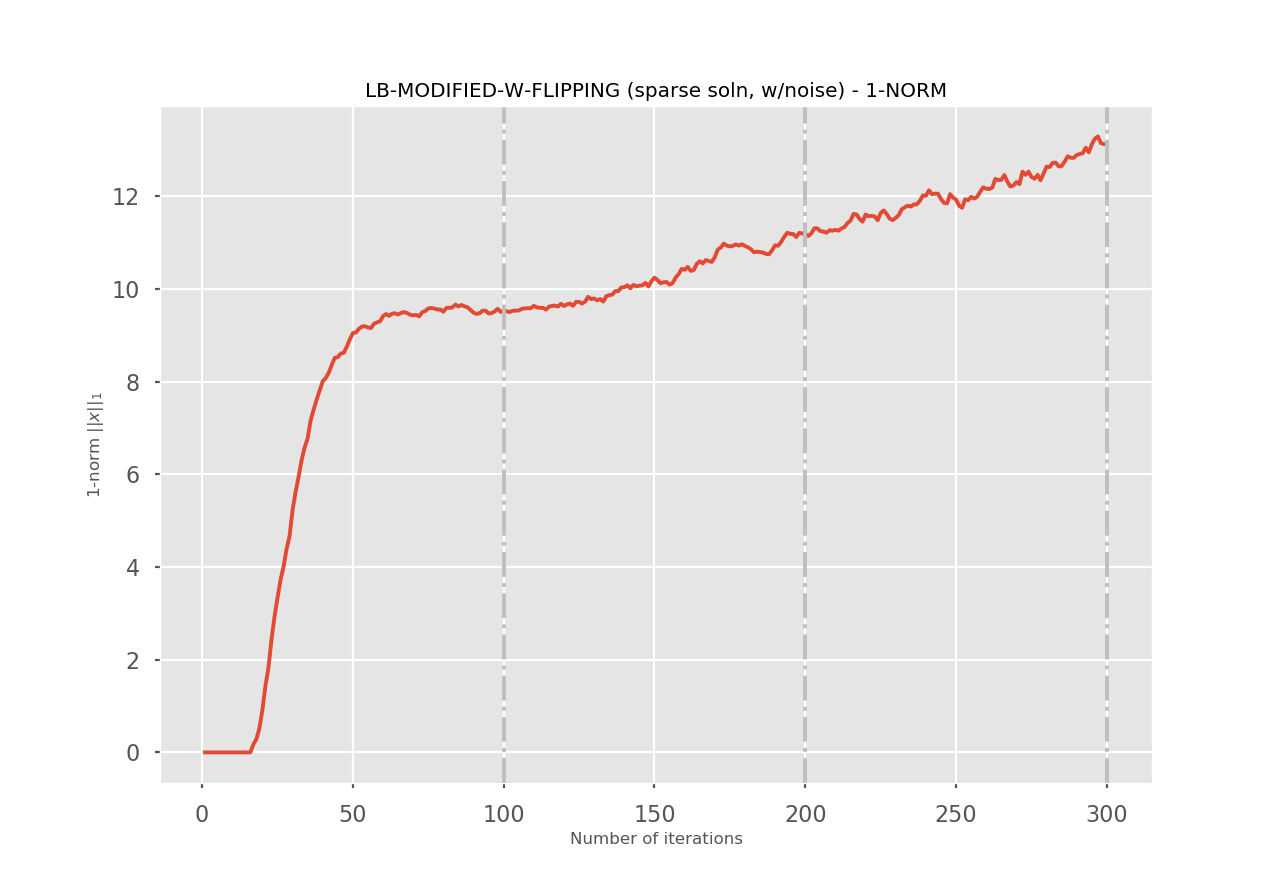 LB-MODIFIED-W-FLIPPING (sparse soln, w/noise) - 1-NORM
1-norm ||x||₁
12
10
8
6
4
2
0
0 50 100 150 200 250 300
Number of iterations